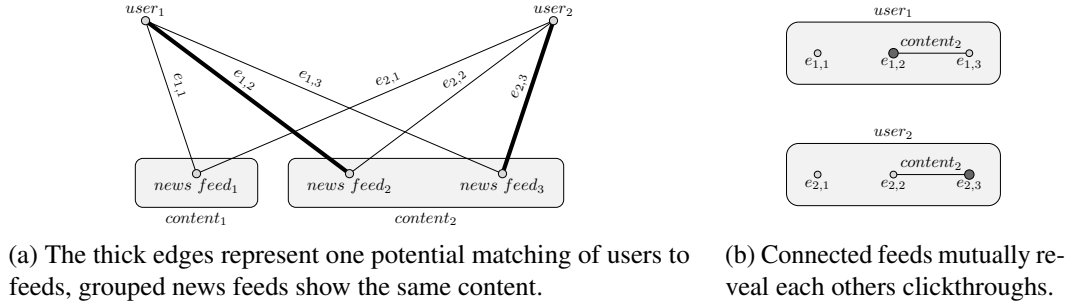 user₁
user₂
user₁
content₂
e₁,₁
e₁,₂
e₁,₃
e₂,₁
e₂,₂
e₂,₃
e₁,₁
e₁,₂
e₁,₃
user₂
content₂
news feed₁
news feed₂
news feed₃
e₂,₁
e₂,₂
e₂,₃
content₁
content₂
(a) The thick edges represent one potential matching of users to
feeds, grouped news feeds show the same content.
(b) Connected feeds mutually re-
veal each others clickthroughs.